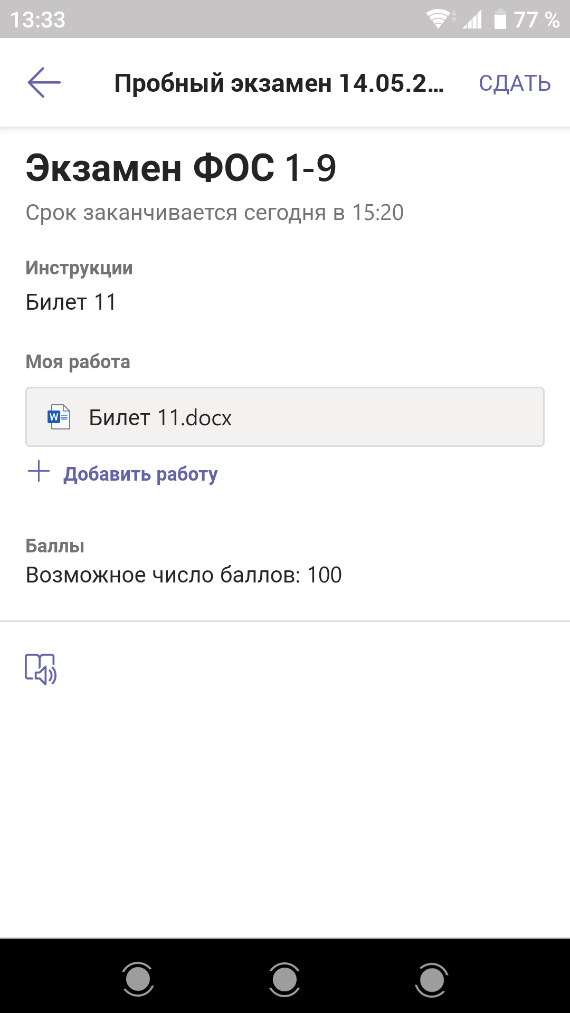 13:33 77 %
Пробный экзамен 14.05.2... СДАТЬ
Экзамен ФОС 1-9
Срок заканчивается сегодня в 15:20
Инструкции
Билет 11
Моя работа
W Билет 11.docx
Добавить работу
Баллы
Возможное число баллов: 100